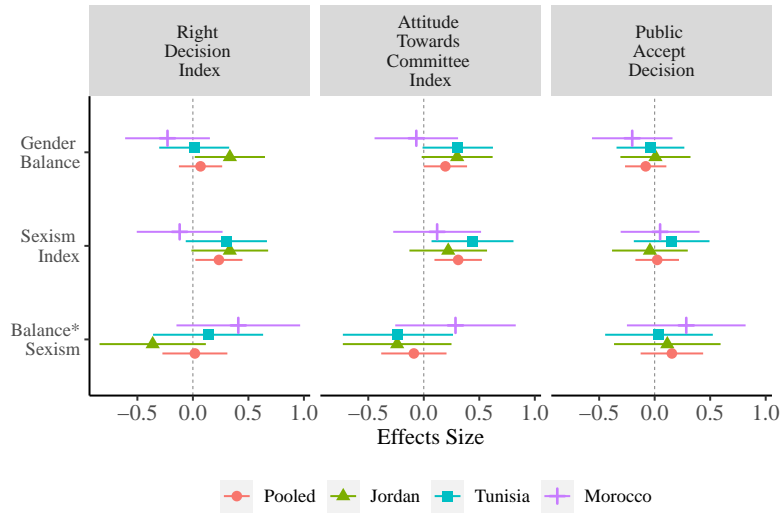 Right
Decision
Index
Attitude
Towards
Committee
Index
Public
Accept
Decision
Gender
Balance
Sexism
Index
Balance*
Sexism
−0.5 0.0 0.5 1.0 −0.5 0.0 0.5 1.0 −0.5 0.0 0.5 1.0
Effects Size
Pooled Jordan Tunisia Morocco